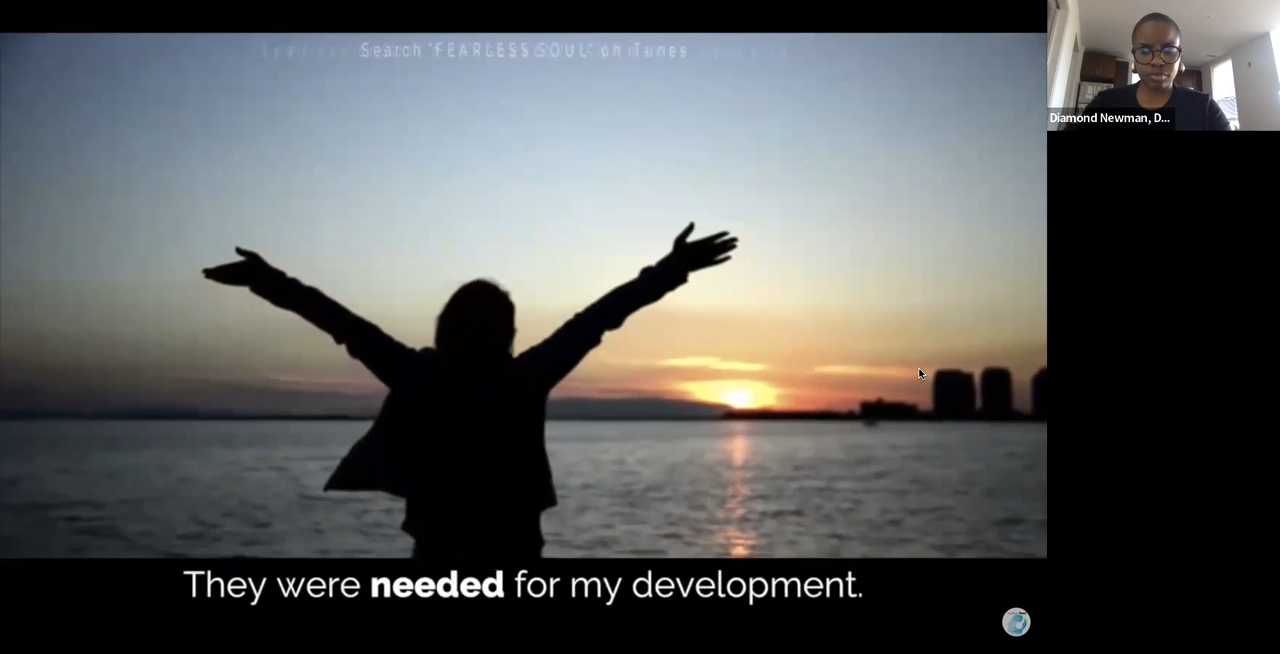 Search 'FEARLESS SOUL' on iTunes
Diamond Newman, D...
They were needed for my development.